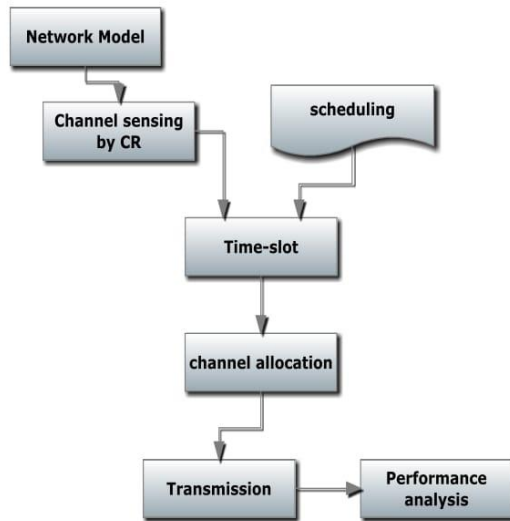 Network Model
Channel sensing
by CR
scheduling
Time-slot
channel allocation
Transmission
Performance
analysis